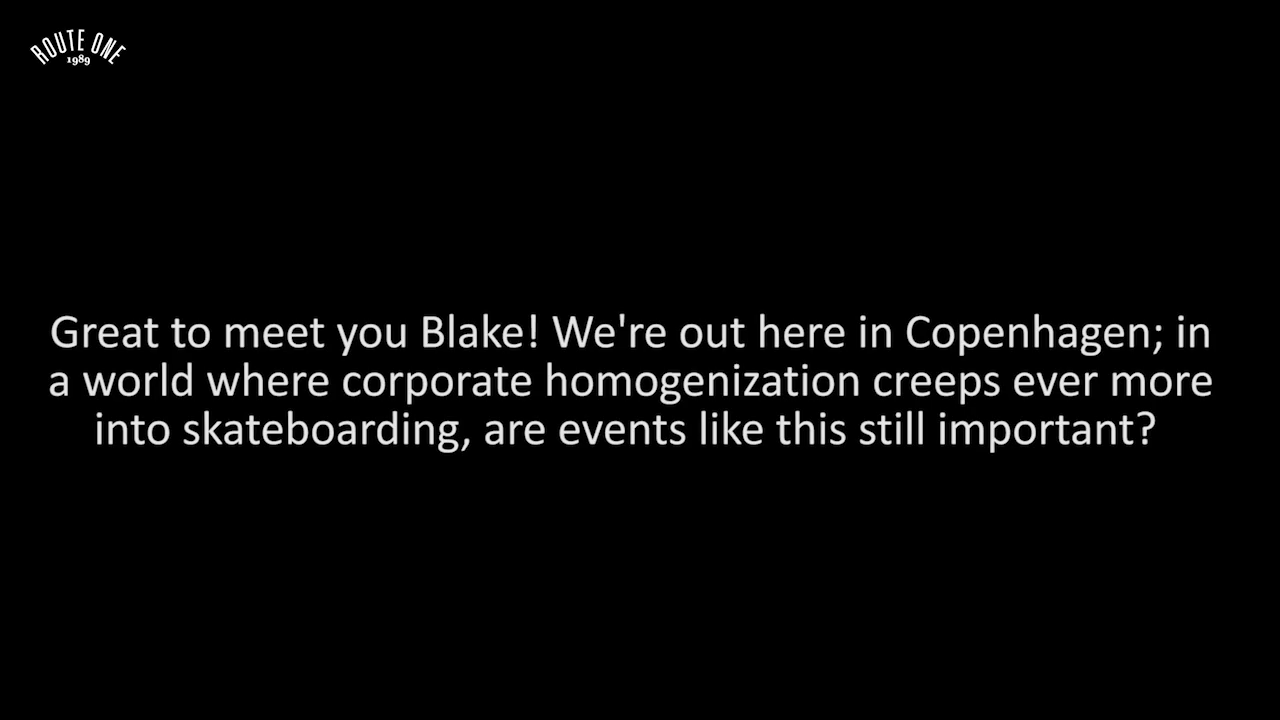 ROUTE ONE
1989
Great to meet you Blake! We're out here in Copenhagen; in
a world where corporate homogenization creeps ever more
into skateboarding, are events like this still important?